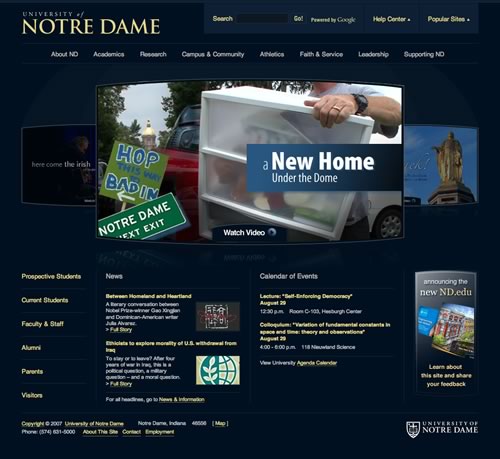 UNIVERSITY of
NOTRE DAME
Search Go! Powered by Google Help Center Popular Sites
About ND Academics Research Campus & Community Athletics Faith & Service Leadership Supporting ND
here come the irish
HOP
THIS WAY
BAD IN
NOTRE DAME
NEXT EXIT
a New Home
Under the Dome
Watch Video
Prospective Students
Current Students
Faculty & Staff
Alumni
Parents
Visitors
News
Between Homeland and Heartland
A literary conversation between
Nobel Prize-winner Gao Xingjian
and Dominican-American writer
Julia Alvarez.
> Full Story
Ethicists to explore morality of U.S. withdrawal from
Iraq
To stay or to leave? After four
years of war in Iraq, this is a
political question, a military
question – and a moral question.
> Full Story
For all headlines, go to News & Information
Calendar of Events
Lecture: "Self-Enforcing Democracy"
August 29
12:30 p.m. Room C-103, Hesburgh Center
Colloquium: "Variation of fundamental constants in
space and time: theory and observations"
August 29
4:00 - 6:00 p.m. 118 Nieuwland Science
View University Agenda Calendar
announcing the
new ND.edu
Learn about
this site and share
your feedback
Copyright © 2007 University of Notre Dame Notre Dame, Indiana 46556 [ Map ]
Phone: (574) 631-5000 About This Site Contact Employment
UNIVERSITY OF
NOTRE DAME